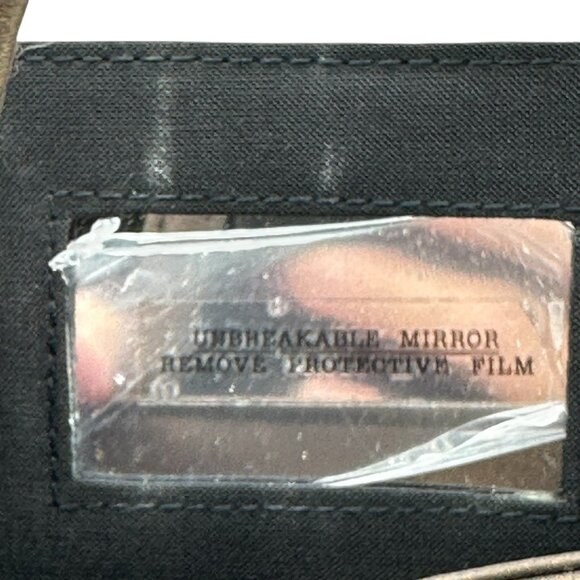 UNBREAKABLE MIRROR
REMOVE PROTECTIVE FILM